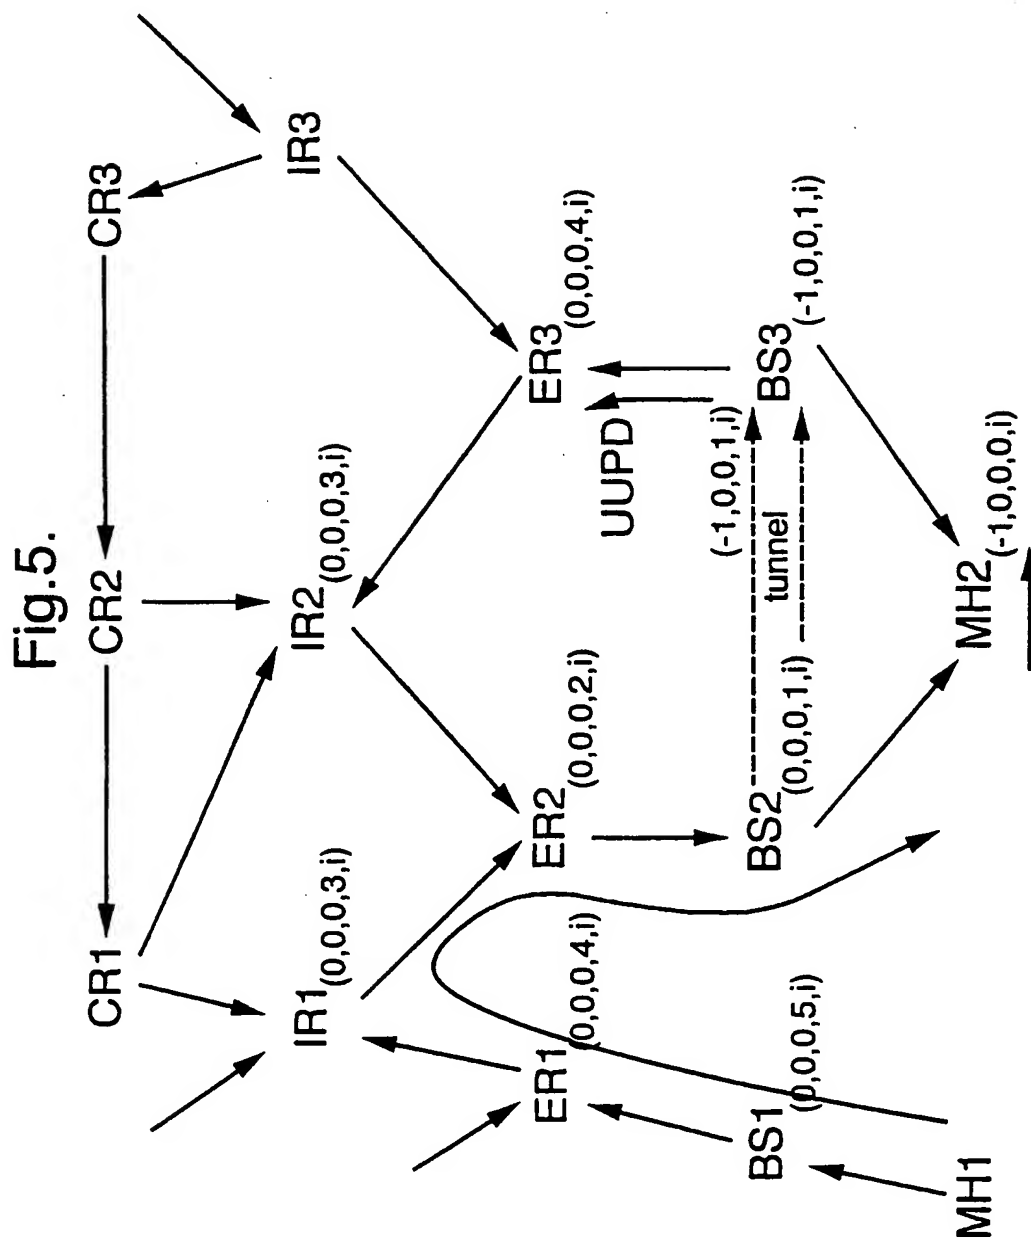 Fig.5.
CR1
CR2
CR3
IR1(0,0,0,3,i)
IR2(0,0,0,3,i)
IR3
ER1(0,0,0,4,i)
ER2(0,0,0,2,i)
ER3(0,0,0,4,i)
UUPD
(-1,0,0,1,i)
tunnel
BS1(0,0,0,5,i)
BS2(0,0,0,1,i)
BS3(-1,0,0,1,i)
MH1
MH2(-1,0,0,0,i)